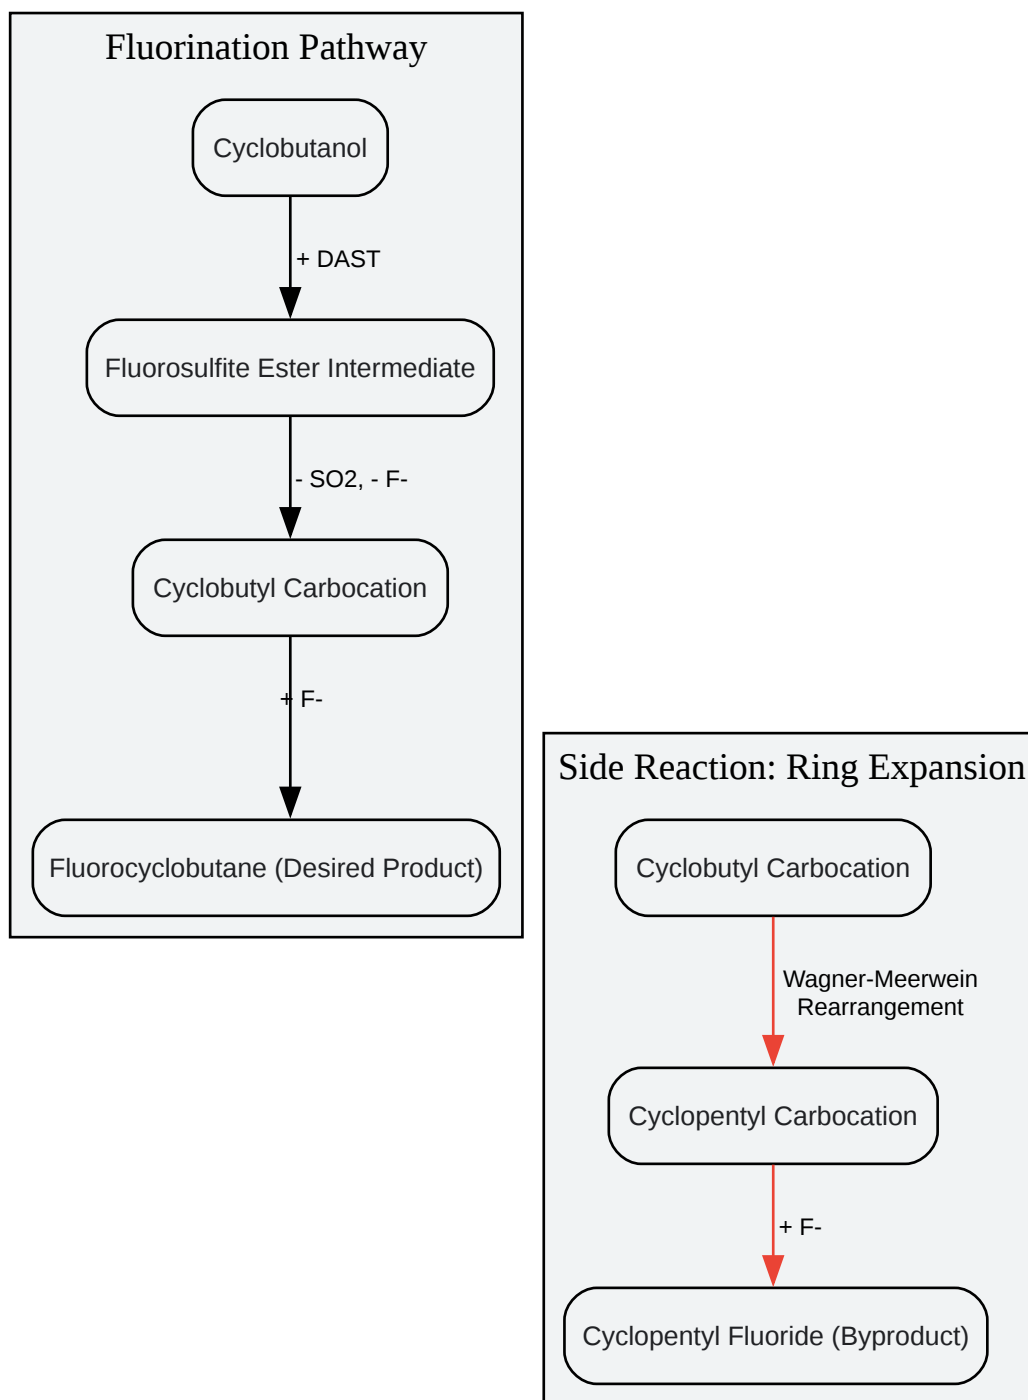 Fluorination Pathway
Cyclobutanol
+ DAST
Fluorosulfite Ester Intermediate
- SO2, - F-
Cyclobutyl Carbocation
+ F-
Fluorocyclobutane (Desired Product)
Side Reaction: Ring Expansion
Cyclobutyl Carbocation
Wagner-Meerwein
Rearrangement
Cyclopentyl Carbocation
+ F-
Cyclopentyl Fluoride (Byproduct)